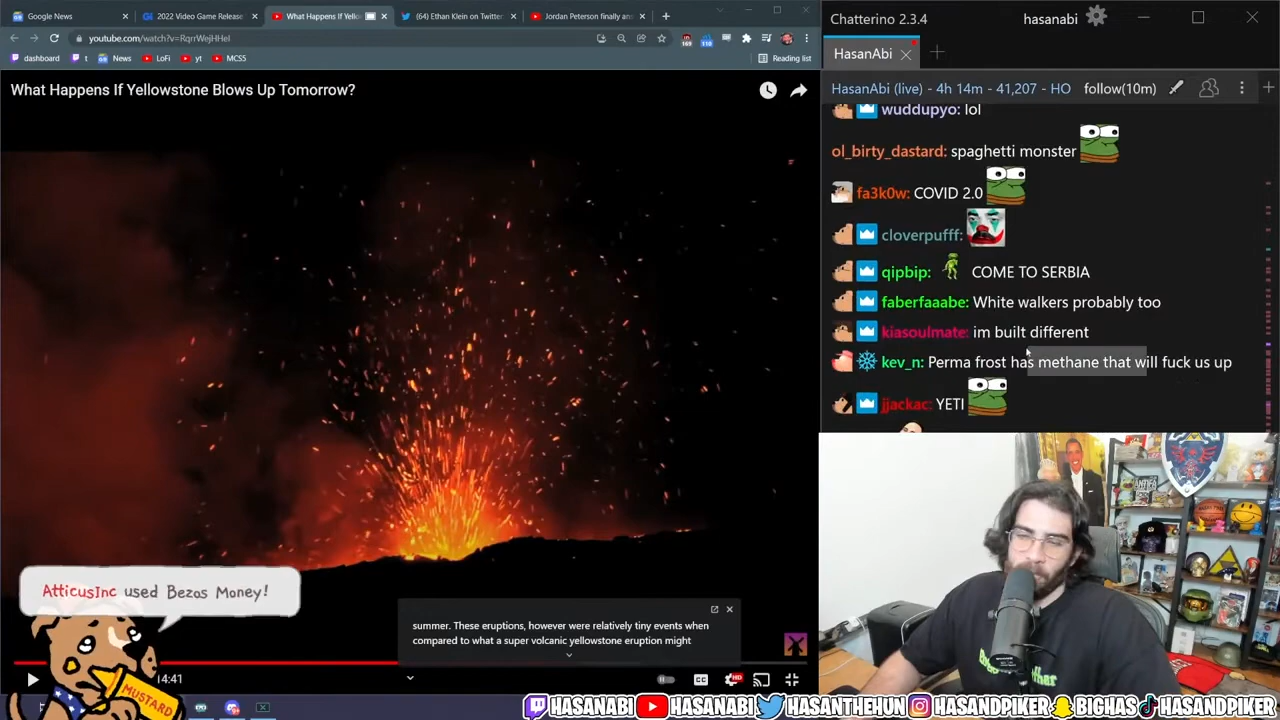 Google News
2022 Video Game Release
What Happens If Yello
(64) Ethan Klein on Twitter
Jordan Peterson finally an
youtube.com/watch?v=RqrrWejHHeI
169
110
dashboard
t
News
LoFi
yt
MCSS
Reading list
What Happens If Yellowstone Blows Up Tomorrow?
AtticusInc used Bezos Money!
MUSTARD
summer. These eruptions, however were relatively tiny events when
compared to what a super volcanic yellowstone eruption might
14:41
CC
HD
Chatterino 2.3.4
hasanabi
HasanAbi
HasanAbi (live) - 4h 14m - 41,207 - HO
follow(10m)
wuddupyo: lol
ol_birty_dastard: spaghetti monster
fa3k0w: COVID 2.0
cloverpufff:
qipbip: COME TO SERBIA
faberfaaabe: White walkers probably too
kiasoulmate: im built different
kev_n: Perma frost has methane that will fuck us up
jjackac: YETI
HASANABI
HASANABI
HASANTHEHUN
HASANDPIKER
BIGHAS
HASANDPIKER